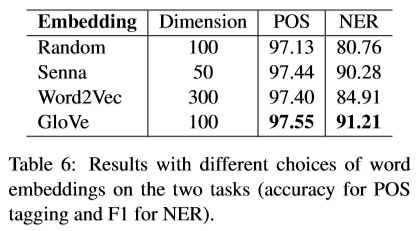 Embedding Dimension POS NER
Random 100 97.13 80.76
Senna 50 97.44 90.28
Word2Vec 300 97.40 84.91
GloVe 100 97.55 91.21
Table 6: Results with different choices of word
embeddings on the two tasks (accuracy for POS
tagging and F1 for NER).